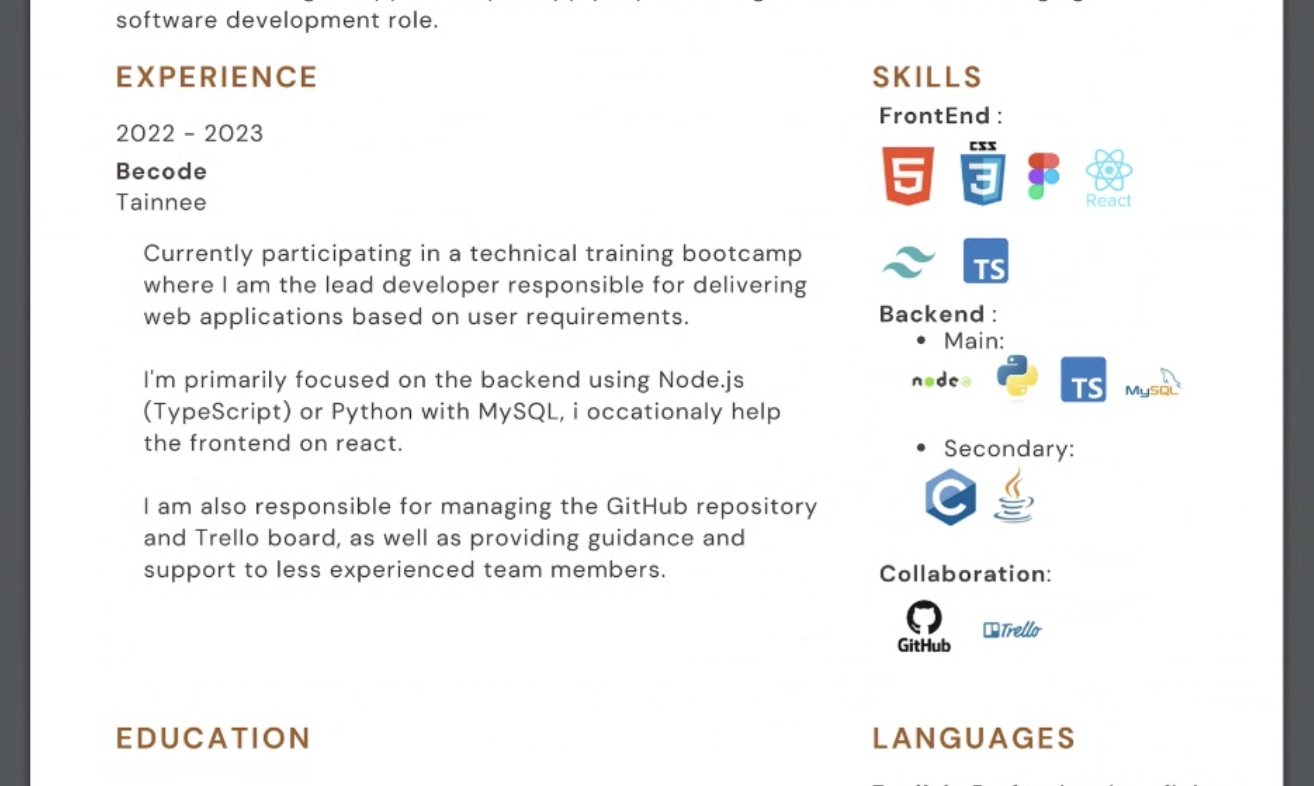 software development role.
EXPERIENCE
2022 - 2023
Becode
Tainnee
Currently participating in a technical training bootcamp
where I am the lead developer responsible for delivering
web applications based on user requirements.
I'm primarily focused on the backend using Node.js
(TypeScript) or Python with MySQL, i occationaly help
the frontend on react.
I am also responsible for managing the GitHub repository
and Trello board, as well as providing guidance and
support to less experienced team members.
EDUCATION
SKILLS
FrontEnd :
5
CSS
3
React
TS
Backend :
• Main:
node
TS
MySQL
• Secondary:
C
Collaboration:
GitHub
Trello
LANGUAGES